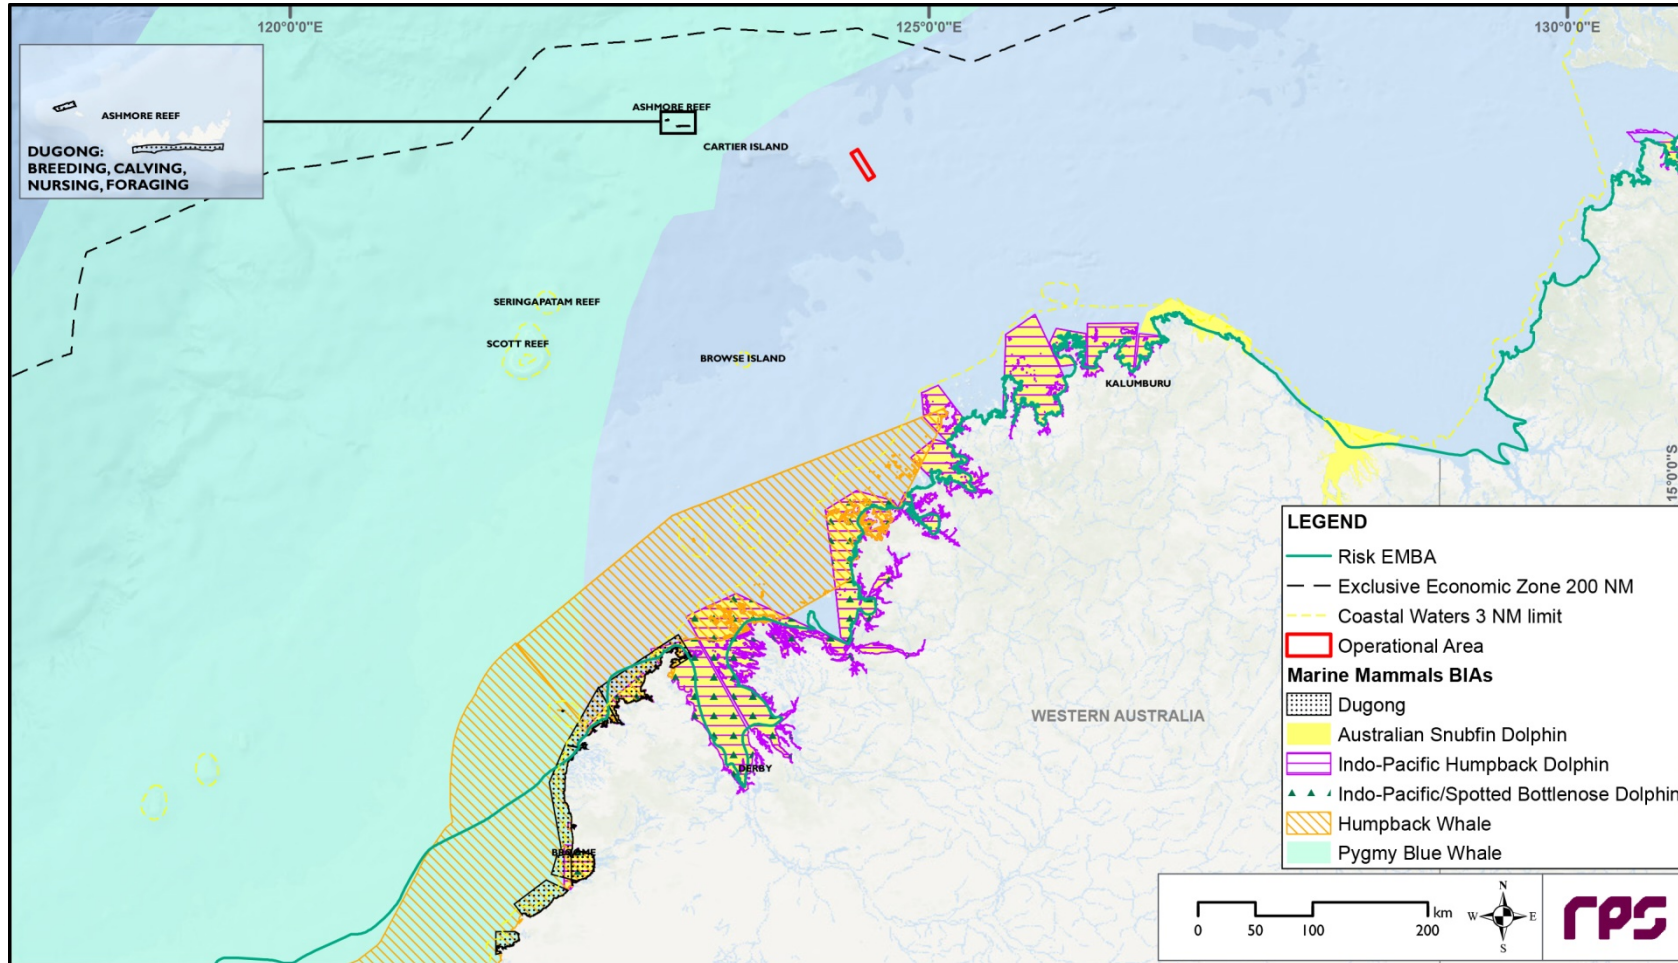 120°0'0"E
125°0'0"E
130°0'0"E
ASHMORE REEF
DUGONG:
BREEDING, CALVING,
NURSING, FORAGING
ASHMORE REEF
CARTIER ISLAND
SERINGAPATAM REEF
SCOTT REEF
BROWSE ISLAND
KALUMBURU
15°0'0"S
WESTERN AUSTRALIA
DERBY
BROOME
LEGEND
Risk EMBA
Exclusive Economic Zone 200 NM
Coastal Waters 3 NM limit
Operational Area
Marine Mammals BIAs
Dugong
Australian Snubfin Dolphin
Indo-Pacific Humpback Dolphin
Indo-Pacific/Spotted Bottlenose Dolphin
Humpback Whale
Pygmy Blue Whale
km
0 50 100 200
N
W E
S
rps